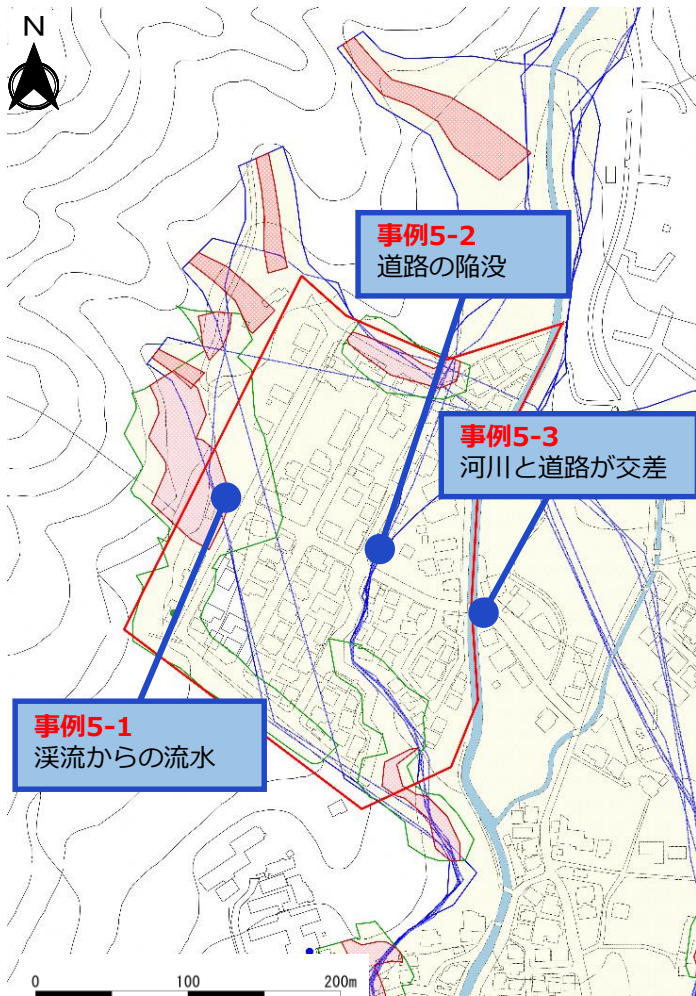 N
事例5-2
道路の陥没
事例5-3
河川と道路が交差
事例5-1
渓流からの流水
0 100 200m